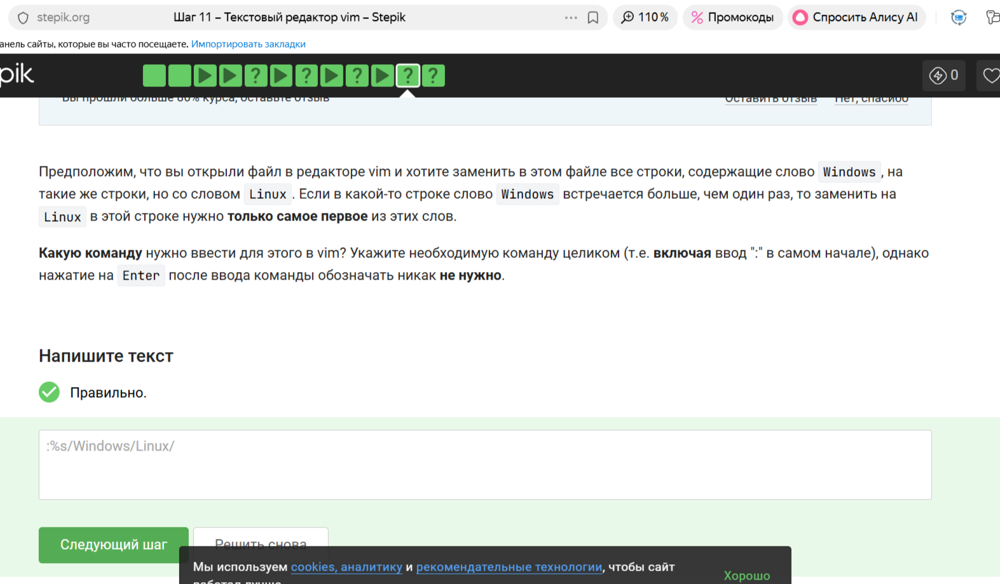 stepik.org Шаг 11 – Текстовый редактор vim – Stepik ··· 110 % Промокоды Спросить Алису AI
анель сайты, которые вы часто посещаете. Импортировать закладки
pik ? ? ? ? ? 0
Вы прошли больше 80% курса, оставьте отзыв Оставить отзыв Нет, спасибо
Предположим, что вы открыли файл в редакторе vim и хотите заменить в этом файле все строки, содержащие слово Windows, на
такие же строки, но со словом Linux. Если в какой-то строке слово Windows встречается больше, чем один раз, то заменить на
Linux в этой строке нужно только самое первое из этих слов.
Какую команду нужно ввести для этого в vim? Укажите необходимую команду целиком (т.е. включая ввод ":" в самом начале), однако
нажатие на Enter после ввода команды обозначать никак не нужно.
Напишите текст
Правильно.
:%s/Windows/Linux/
Следующий шаг Решить снова
Мы используем cookies, аналитику и рекомендательные технологии, чтобы сайт
работал лучше. Хорошо